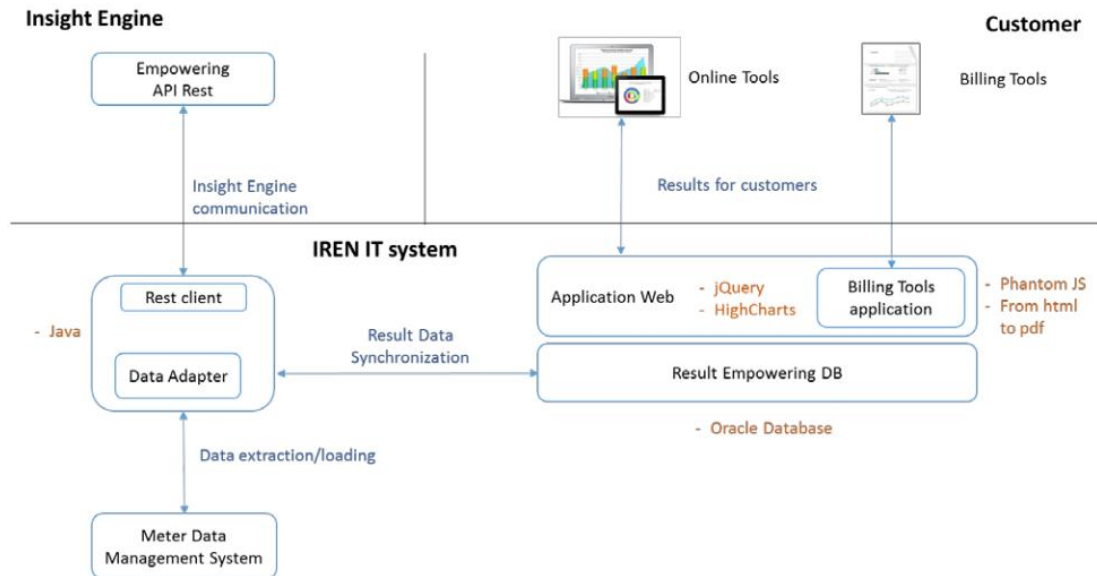 Insight Engine
Customer
Empowering
API Rest
Online Tools
Billing Tools
Insight Engine
communication
Results for customers
IREN IT system
Rest client
- Java
Data Adapter
Result Data
Synchronization
Application Web
- jQuery
- HighCharts
Billing Tools
application
- Phantom JS
- From html
to pdf
Result Empowering DB
- Oracle Database
Data extraction/loading
Meter Data
Management System